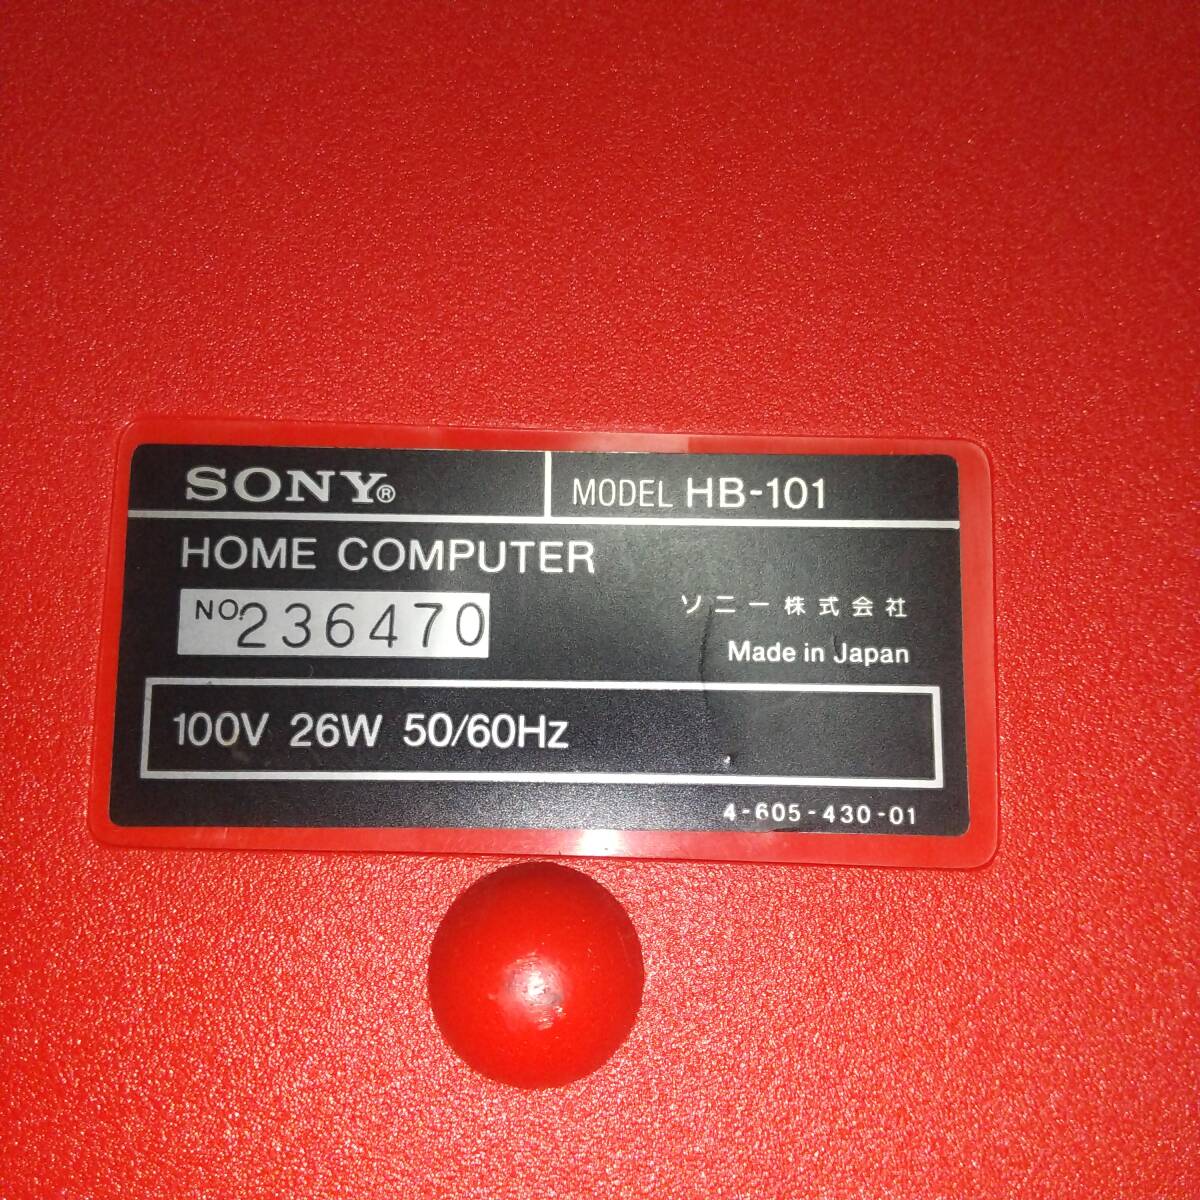 SONY® MODEL HB-101
HOME COMPUTER
NO. 236470
ソニー株式会社
Made in Japan
100V 26W 50/60Hz
4-605-430-01